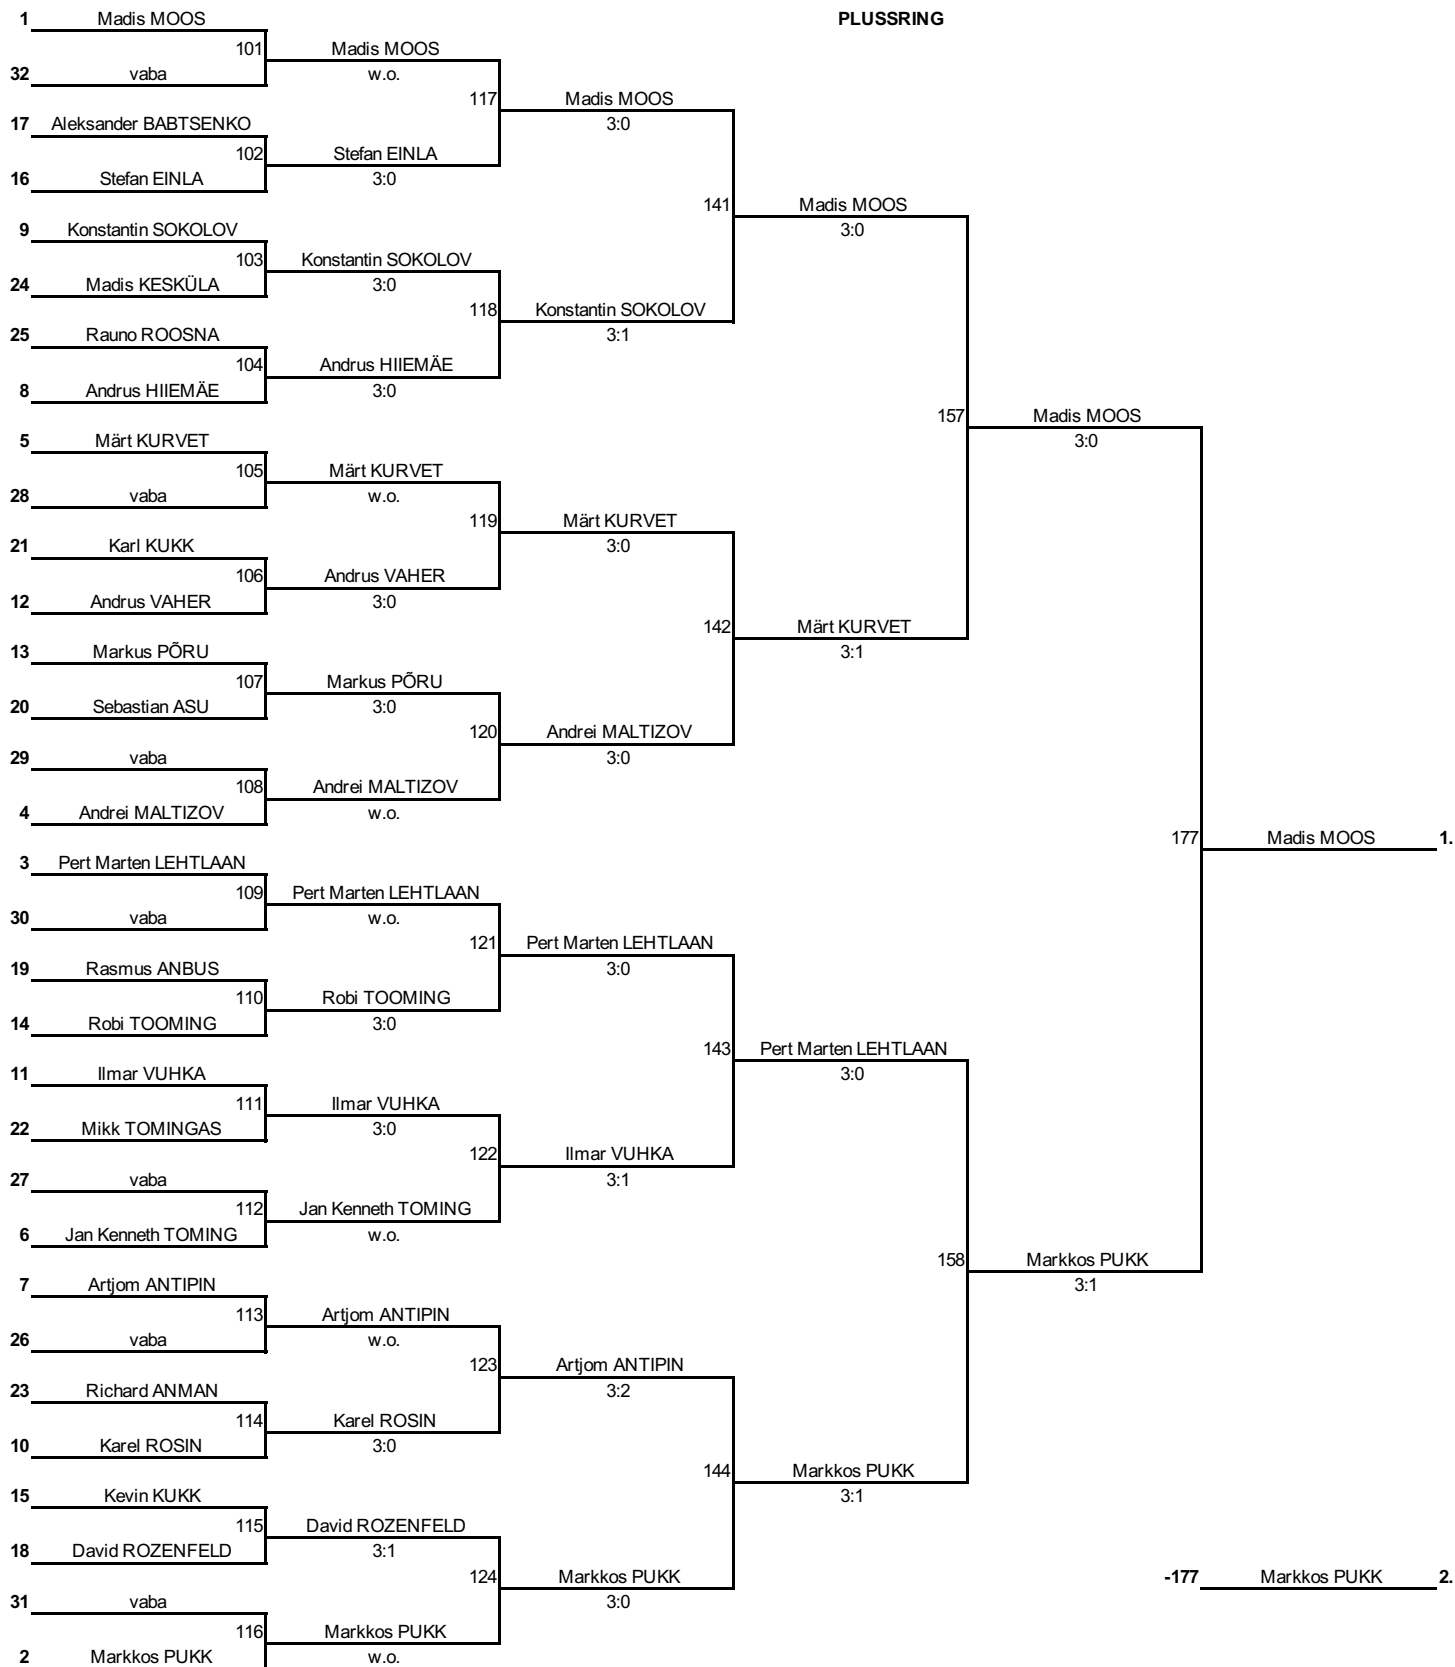 PLUSSRING
1 Madis MOOS
101 Madis MOOS
32 vaba
w.o.
117 Madis MOOS
3:0
17 Aleksander BABTSENKO
102 Stefan EINLA
16 Stefan EINLA
3:0
141 Madis MOOS
3:0
9 Konstantin SOKOLOV
103 Konstantin SOKOLOV
24 Madis KESKÜLA
3:0
118 Konstantin SOKOLOV
3:1
25 Rauno ROOSNA
104 Andrus HIIEMÄE
8 Andrus HIIEMÄE
3:0
157 Madis MOOS
3:0
5 Märt KURVET
105 Märt KURVET
28 vaba
w.o.
119 Märt KURVET
3:0
21 Karl KUKK
106 Andrus VAHER
12 Andrus VAHER
3:0
142 Märt KURVET
3:1
13 Markus PÕRU
107 Markus PÕRU
20 Sebastian ASU
3:0
120 Andrei MALTIZOV
3:0
29 vaba
108 Andrei MALTIZOV
4 Andrei MALTIZOV
w.o.
177 Madis MOOS 1.
3 Pert Marten LEHTLAAN
109 Pert Marten LEHTLAAN
30 vaba
w.o.
121 Pert Marten LEHTLAAN
3:0
19 Rasmus ANBUS
110 Robi TOOMING
14 Robi TOOMING
3:0
143 Pert Marten LEHTLAAN
3:0
11 Ilmar VUHKA
111 Ilmar VUHKA
22 Mikk TOMINGAS
3:0
122 Ilmar VUHKA
3:1
27 vaba
112 Jan Kenneth TOMING
6 Jan Kenneth TOMING
w.o.
158 Markkos PUKK
3:1
7 Artjom ANTIPIN
113 Artjom ANTIPIN
26 vaba
w.o.
123 Artjom ANTIPIN
3:2
23 Richard ANMAN
114 Karel ROSIN
10 Karel ROSIN
3:0
144 Markkos PUKK
3:1
15 Kevin KUKK
115 David ROZENFELD
18 David ROZENFELD
3:1
124 Markkos PUKK
3:0
-177 Markkos PUKK 2.
31 vaba
116 Markkos PUKK
2 Markkos PUKK
w.o.